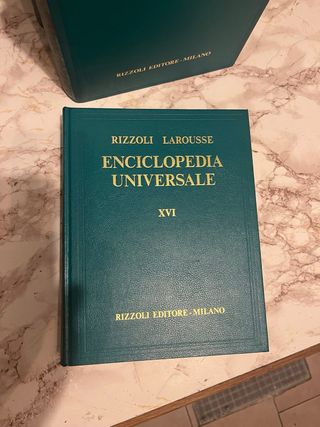 RIZZOLI EDITORE - MILANO
RIZZOLI LAROUSSE
ENCICLOPEDIA
UNIVERSALE
XVI
RIZZOLI EDITORE - MILANO